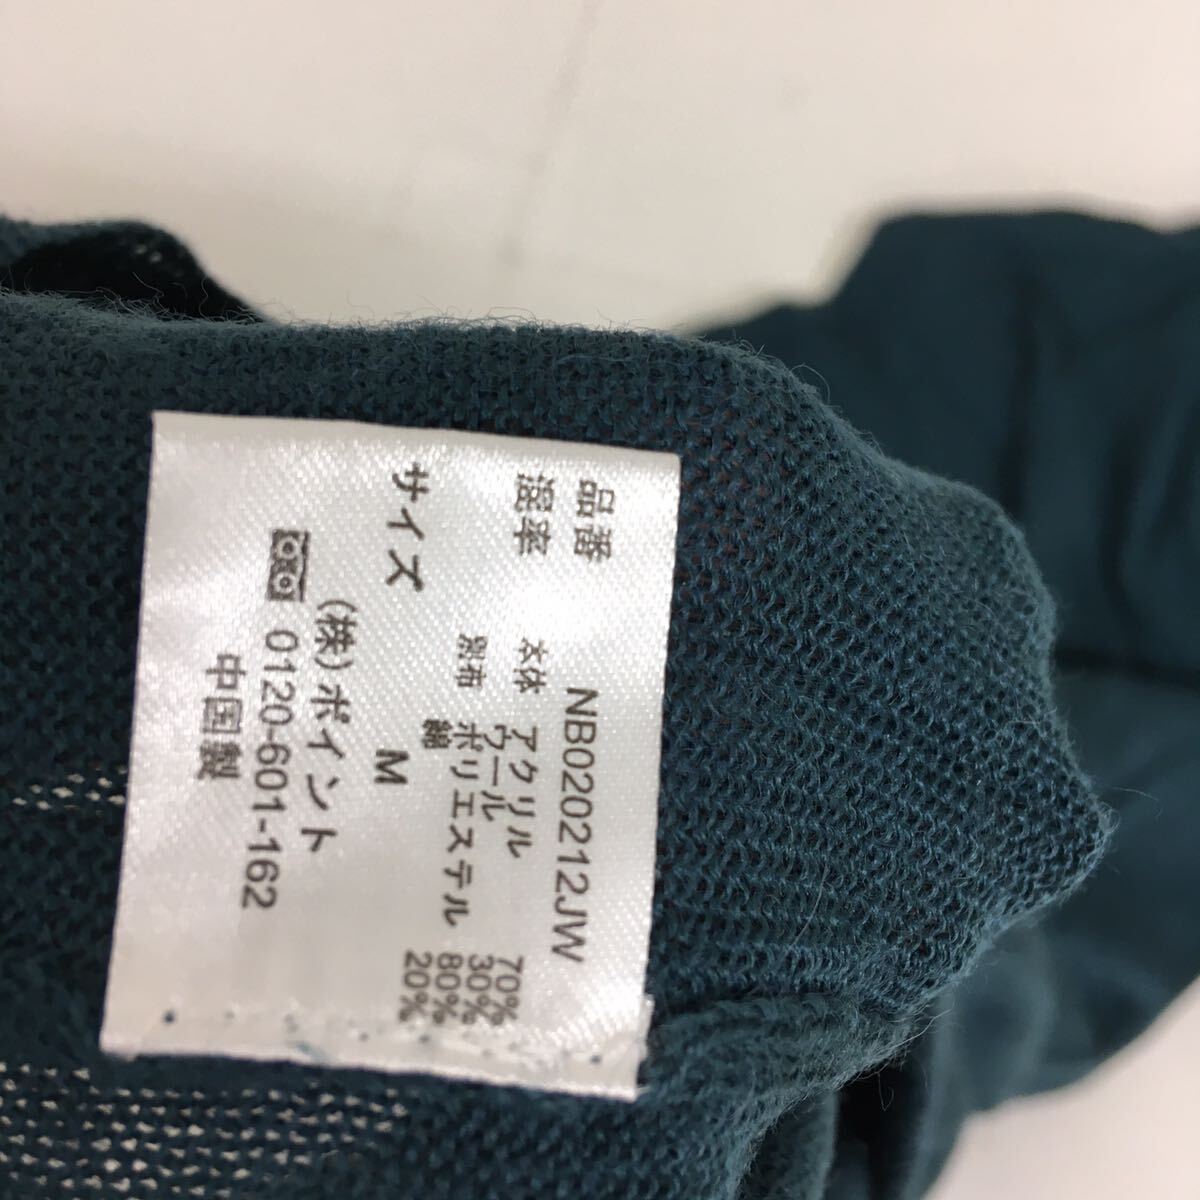 品番 NB020212JW
混率 本体 アクリル 70%
ウール 30%
別布 ポリエステル 80%
綿 20%
サイズ M
(株)ポイント
0120-601-162
中国製